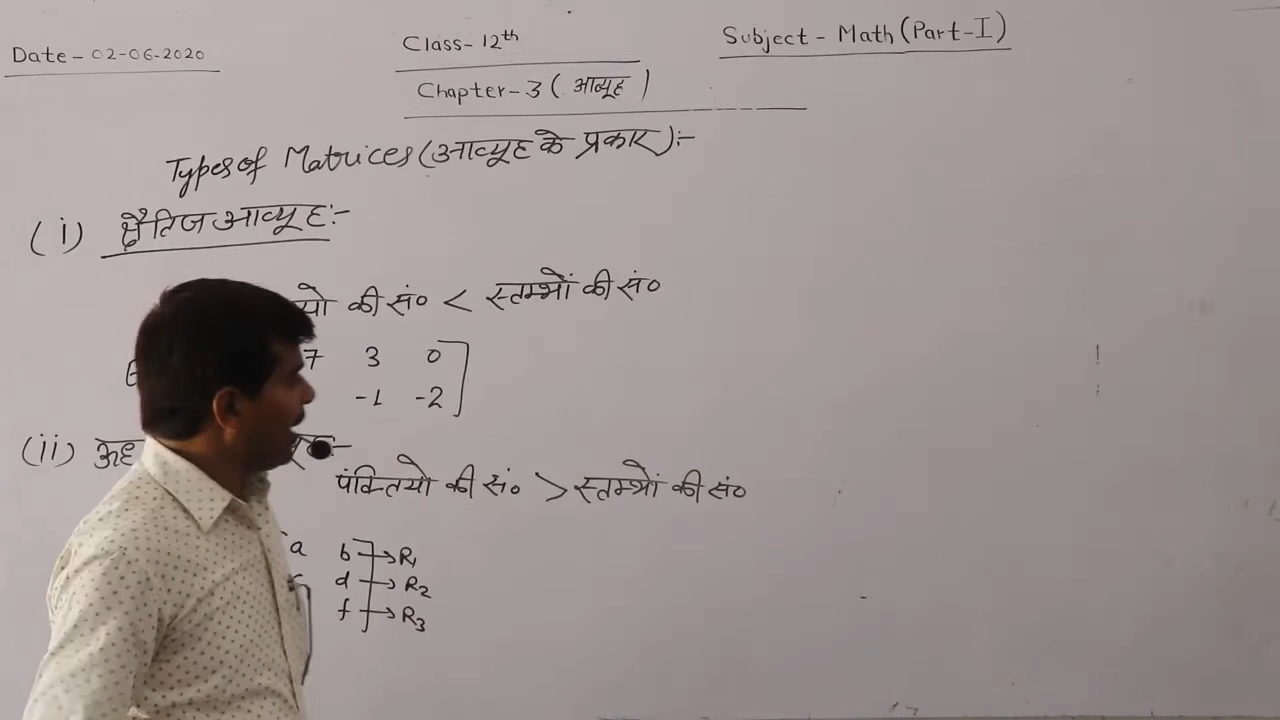 Date - 02-06-2020
Class- 12th
Subject - Math (Part-I)
Chapter- 3 ( आव्यूह )
Types of Matrices (आव्यूह के प्रकार) :-
(i) क्षैतिज आव्यूह :-
की सं० < स्तम्भों की सं०
7 3 0
-1 -2
(ii)
पंक्तियो की सं० > स्तम्भों की सं०
a b → R1
d → R2
f → R3